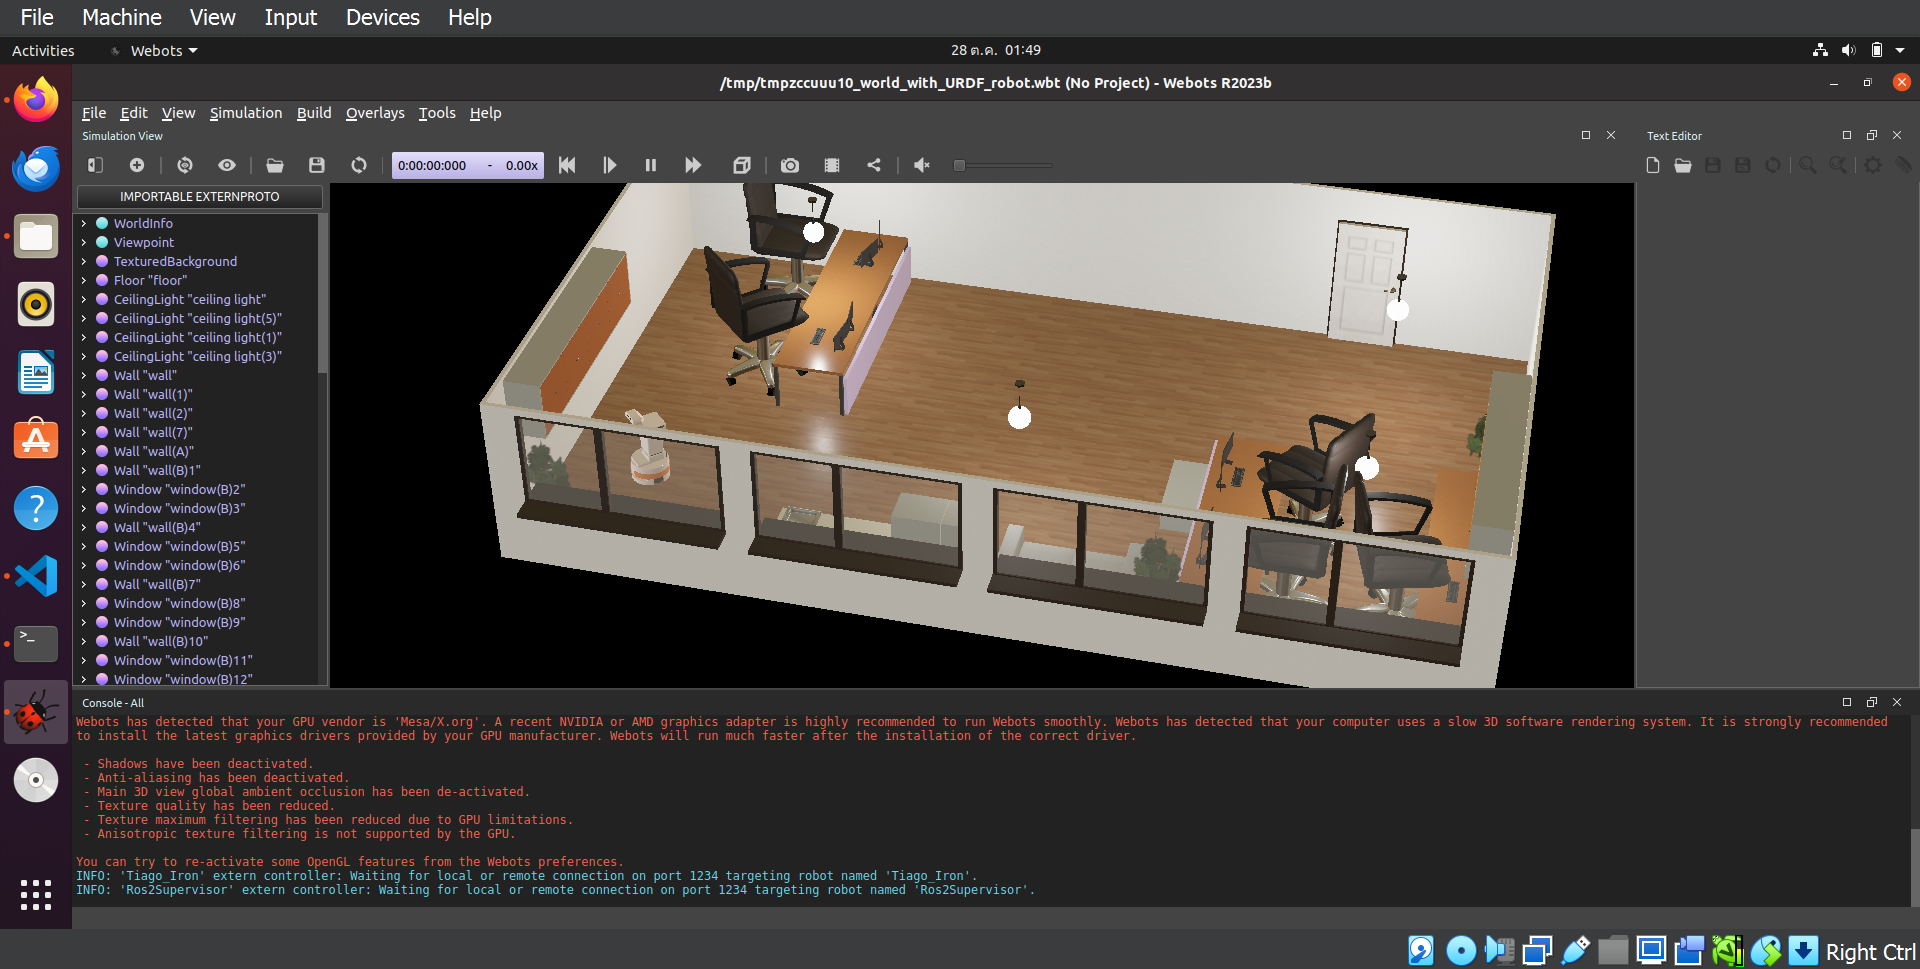 File Machine View Input Devices Help
Activities Webots 28 ต.ค. 01:49
/tmp/tmpzccuuu10_world_with_URDF_robot.wbt (No Project) - Webots R2023b
File Edit View Simulation Build Overlays Tools Help
Simulation View
Text Editor
0:00:00:000 - 0.00x
IMPORTABLE EXTERNPROTO
WorldInfo
Viewpoint
TexturedBackground
Floor "floor"
CeilingLight "ceiling light"
CeilingLight "ceiling light(5)"
CeilingLight "ceiling light(1)"
CeilingLight "ceiling light(3)"
Wall "wall"
Wall "wall(1)"
Wall "wall(2)"
Wall "wall(7)"
Wall "wall(A)"
Wall "wall(B)1"
Window "window(B)2"
Window "window(B)3"
Wall "wall(B)4"
Window "window(B)5"
Window "window(B)6"
Wall "wall(B)7"
Window "window(B)8"
Window "window(B)9"
Wall "wall(B)10"
Window "window(B)11"
Window "window(B)12"
Console - All
Webots has detected that your GPU vendor is 'Mesa/X.org'. A recent NVIDIA or AMD graphics adapter is highly recommended to run Webots smoothly. Webots has detected that your computer uses a slow 3D software rendering system. It is strongly recommended
to install the latest graphics drivers provided by your GPU manufacturer. Webots will run much faster after the installation of the correct driver.
- Shadows have been deactivated.
- Anti-aliasing has been deactivated.
- Main 3D view global ambient occlusion has been de-activated.
- Texture quality has been reduced.
- Texture maximum filtering has been reduced due to GPU limitations.
- Anisotropic texture filtering is not supported by the GPU.
You can try to re-activate some OpenGL features from the Webots preferences.
INFO: 'Tiago_Iron' extern controller: Waiting for local or remote connection on port 1234 targeting robot named 'Tiago_Iron'.
INFO: 'Ros2Supervisor' extern controller: Waiting for local or remote connection on port 1234 targeting robot named 'Ros2Supervisor'.
Right Ctrl